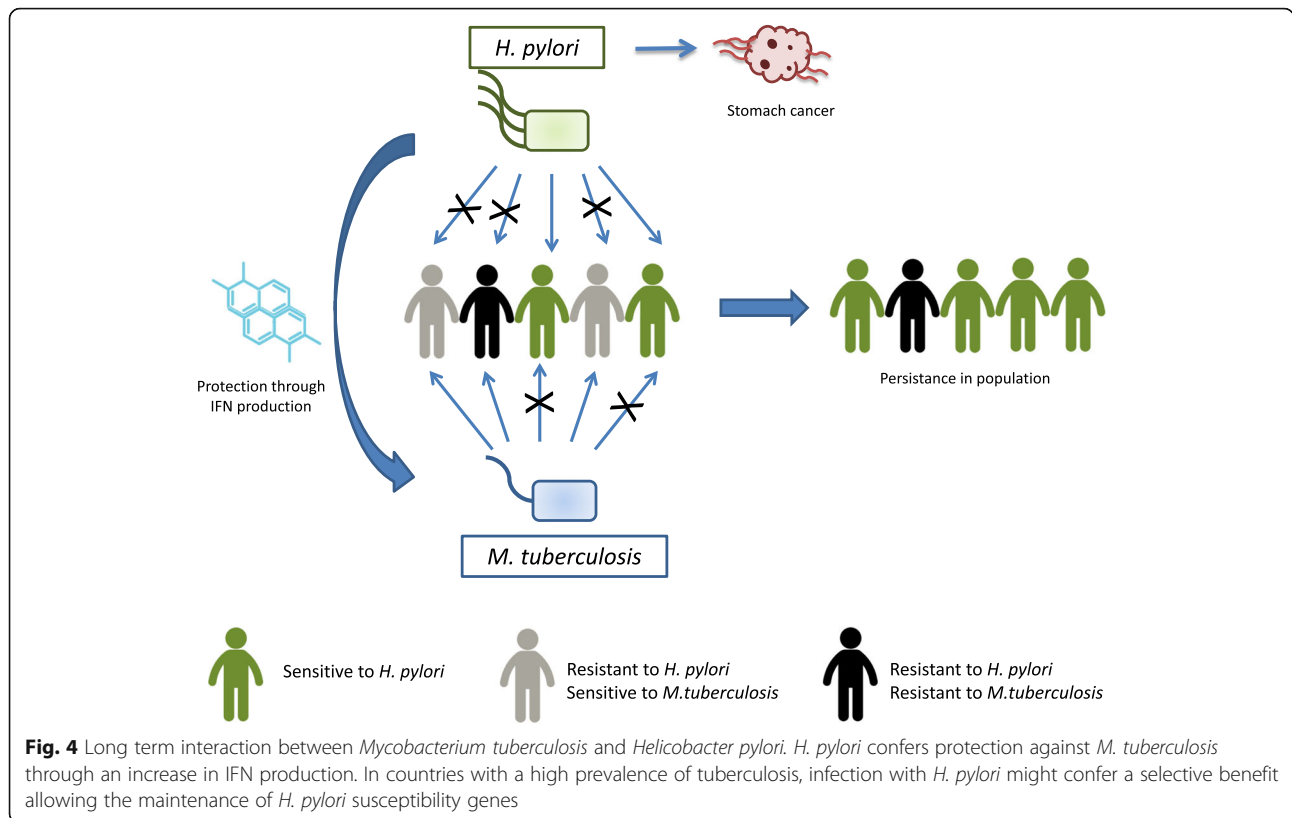 H. pylori
Stomach cancer
Protection through
IFN production
Persistance in population
M. tuberculosis
Sensitive to H. pylori
Resistant to H. pylori
Sensitive to M.tuberculosis
Resistant to H. pylori
Resistant to M.tuberculosis
Fig. 4 Long term interaction between Mycobacterium tuberculosis and Helicobacter pylori. H. pylori confers protection against M. tuberculosis
through an increase in IFN production. In countries with a high prevalence of tuberculosis, infection with H. pylori might confer a selective benefit
allowing the maintenance of H. pylori susceptibility genes